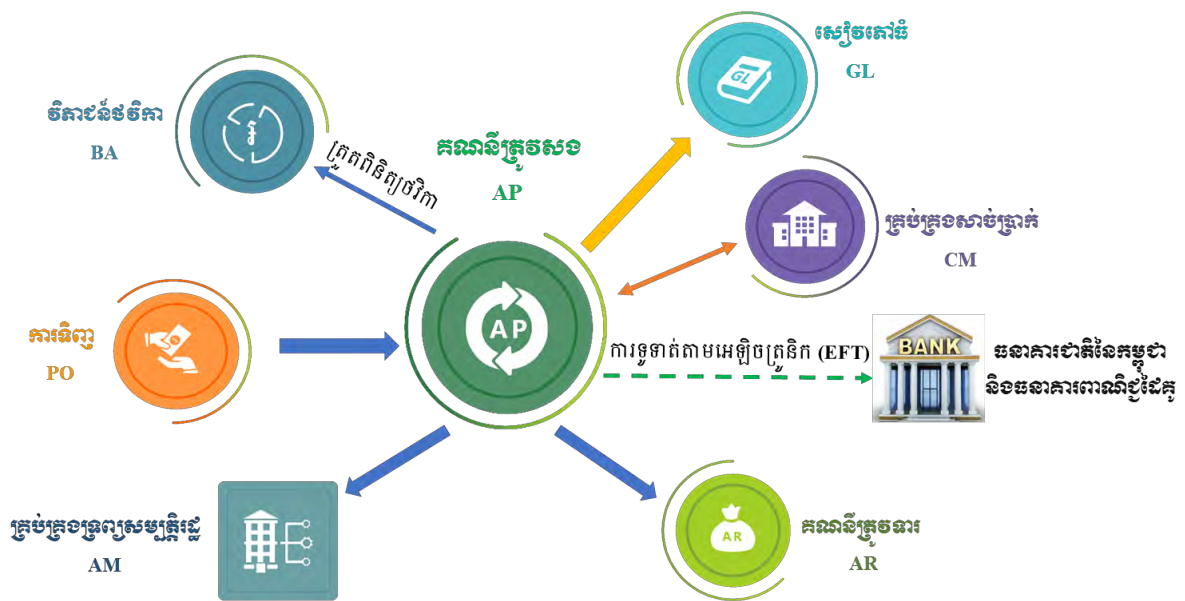 សៀវភៅធំ
GL
GL
វិភាជន៍ថវិកា
BA
គណនីត្រូវសង
AP
ត្រួតពិនិត្យថវិកា
គ្រប់គ្រងសាច់ប្រាក់
CM
ការទិញ
PO
AP
ការទូទាត់តាមអេឡិចត្រូនិក (EFT)
BANK
ធនាគារជាតិនៃកម្ពុជា
និងធនាគារពាណិជ្ជដៃគូ
គ្រប់គ្រងទ្រព្យសម្បត្តិរដ្ឋ
AM
AR
គណនីត្រូវទារ
AR